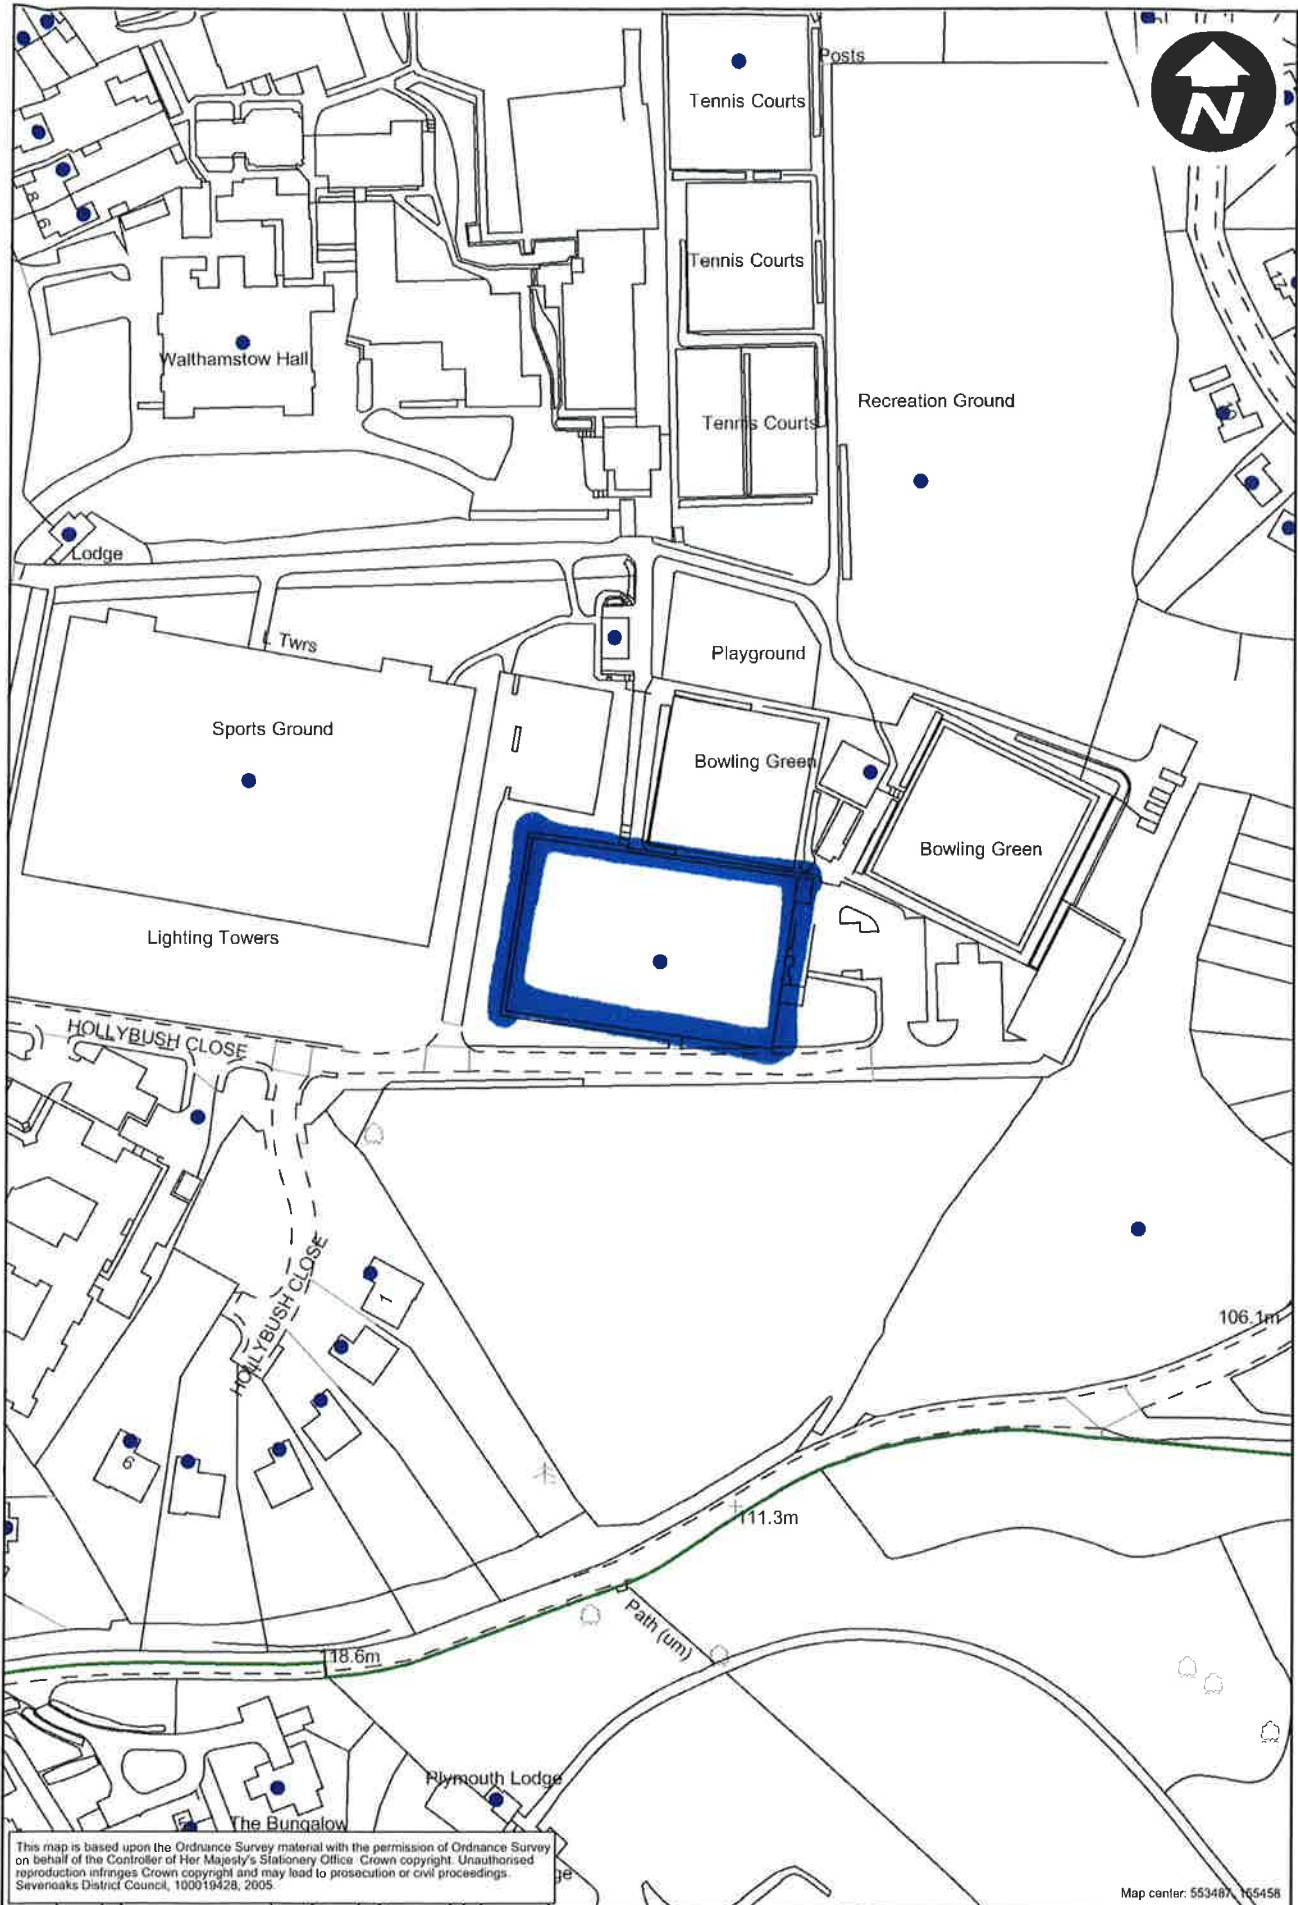 Posts
N
Tennis Courts
Tennis Courts
17
8
6
Walthamstow Hall
Recreation Ground
Tennis Courts
19
Lodge
L Twrs
Playground
Sports Ground
Bowling Green
Bowling Green
Lighting Towers
HOLLYBUSH CLOSE
HOLLYBUSH CLOSE
1
106.1m
6
111.3m
Path (um)
118.6m
Plymouth Lodge
The Bungalow
This map is based upon the Ordnance Survey material with the permission of Ordnance Survey
on behalf of the Controller of Her Majesty's Stationery Office Crown copyright. Unauthorised
reproduction infringes Crown copyright and may lead to prosecution or civil proceedings.
Sevenoaks District Council, 100019428, 2005.
Map center: 553487, 155458